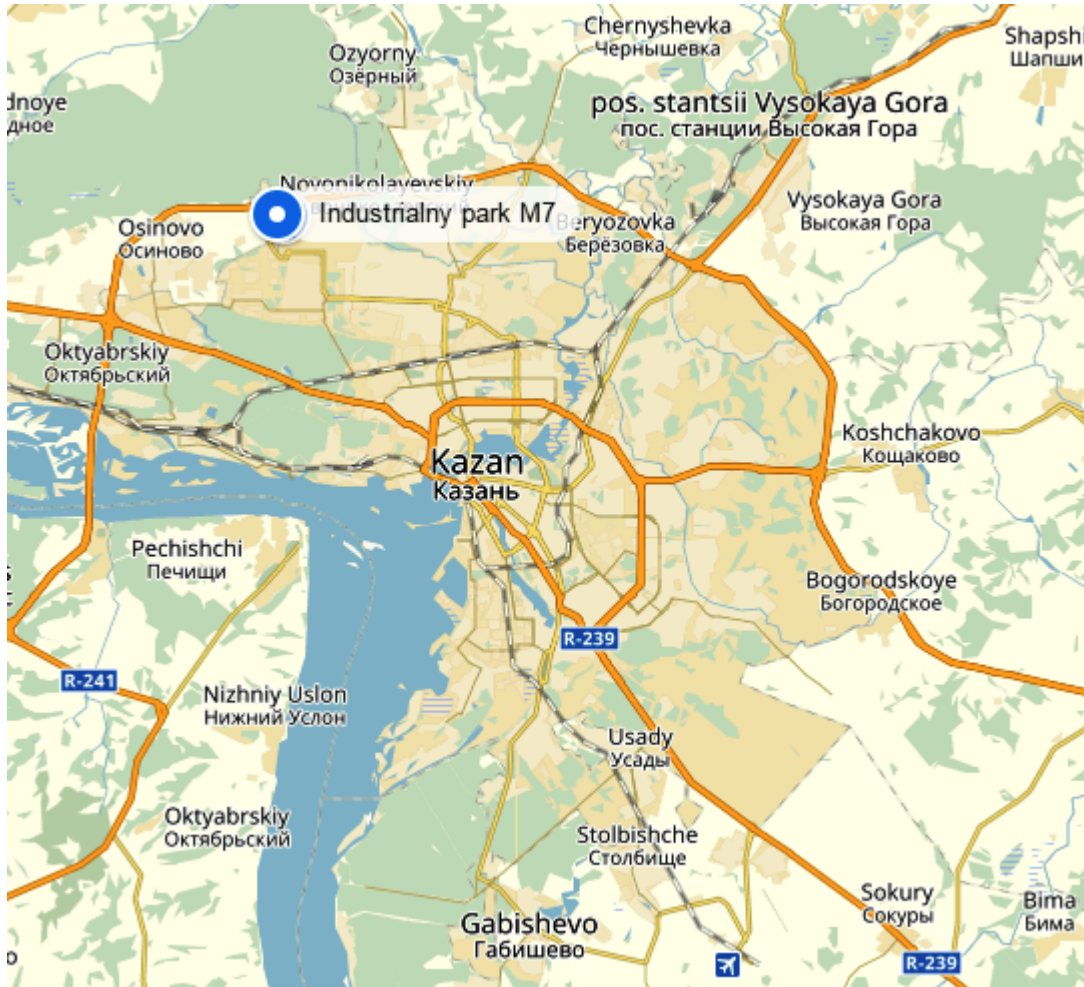 Chernyshevka
Чернышевка
Shapshi
Шапши
Ozyorny
Озёрный
dnoye
дное
pos. stantsii Vysokaya Gora
пос. станции Высокая Гора
Novonikolayevskiy
Industrialny park M7
Vysokaya Gora
Высокая Гора
Osinovo
Осиново
Beryozovka
Берёзовка
Oktyabrskiy
Октябрьский
Koshchakovo
Кощаково
Kazan
Казань
Pechishchi
Печищи
Bogorodskoye
Богородское
R-239
R-241
Nizhniy Uslon
Нижний Услон
Usady
Усады
Oktyabrskiy
Октябрьский
Stolbishche
Столбище
Sokury
Сокуры
Bima
Бима
Gabishevo
Габишево
R-239
о